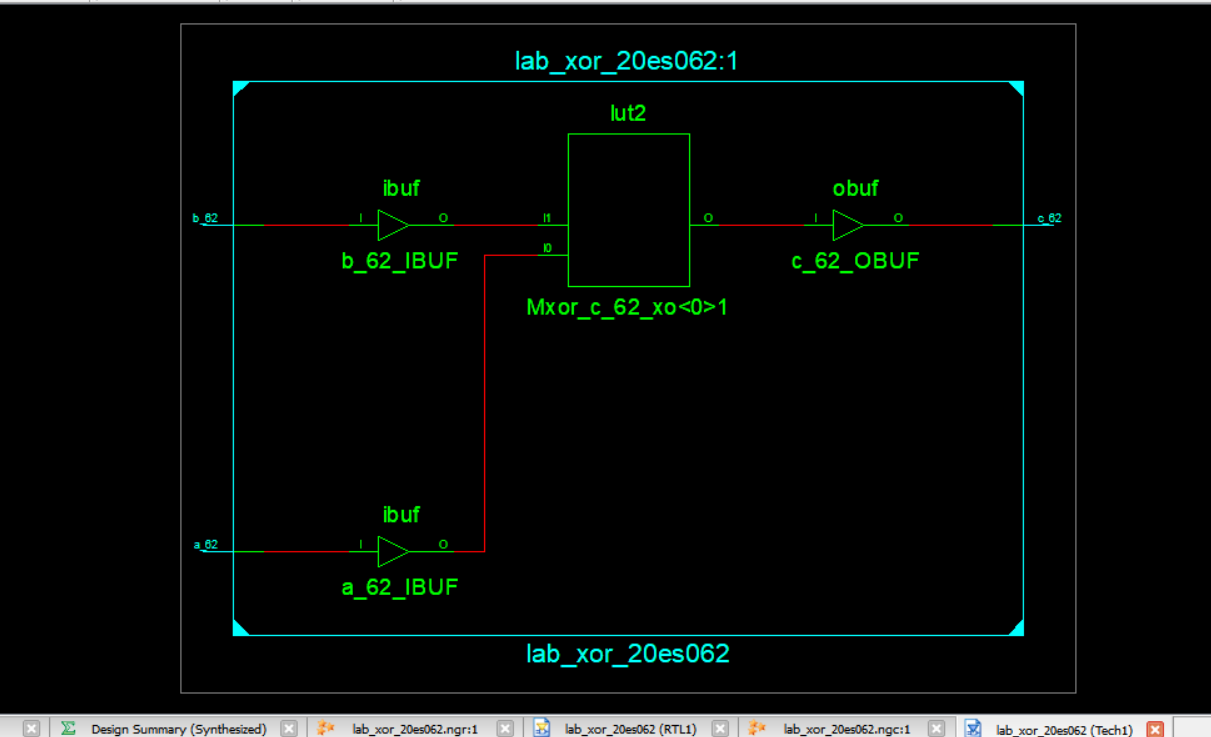 lab_xor_20es062:1
lut2
ibuf
obuf
b_62
I
O
I1
O
I
O
c_62
I0
b_62_IBUF
c_62_OBUF
Mxor_c_62_xo<0>1
ibuf
a_62
I
O
a_62_IBUF
lab_xor_20es062
Design Summary (Synthesized)
lab_xor_20es062.ngr:1
lab_xor_20es062 (RTL1)
lab_xor_20es062.ngc:1
lab_xor_20es062 (Tech1)